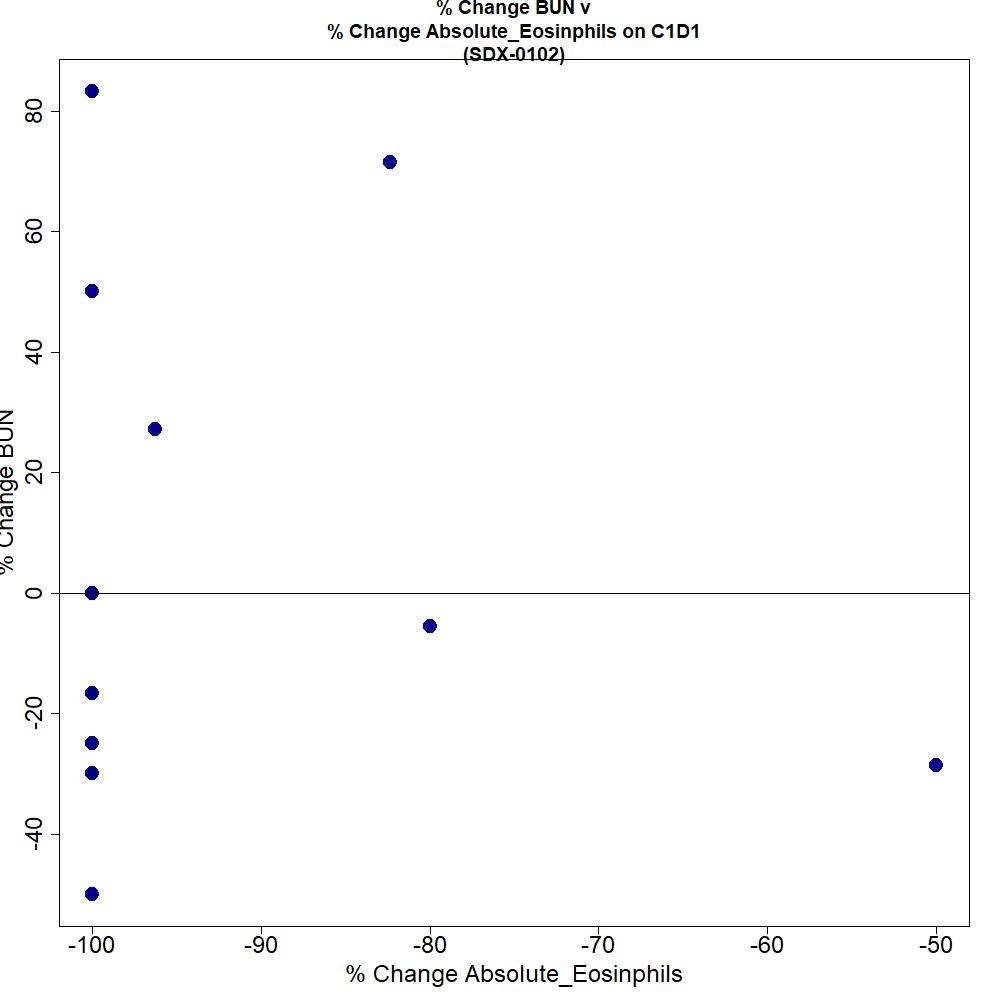 % Change BUN v
% Change Absolute_Eosinphils on C1D1
(SDX-0102)
% Change BUN
80
60
40
20
0
-20
-40
-100 -90 -80 -70 -60 -50
% Change Absolute_Eosinphils